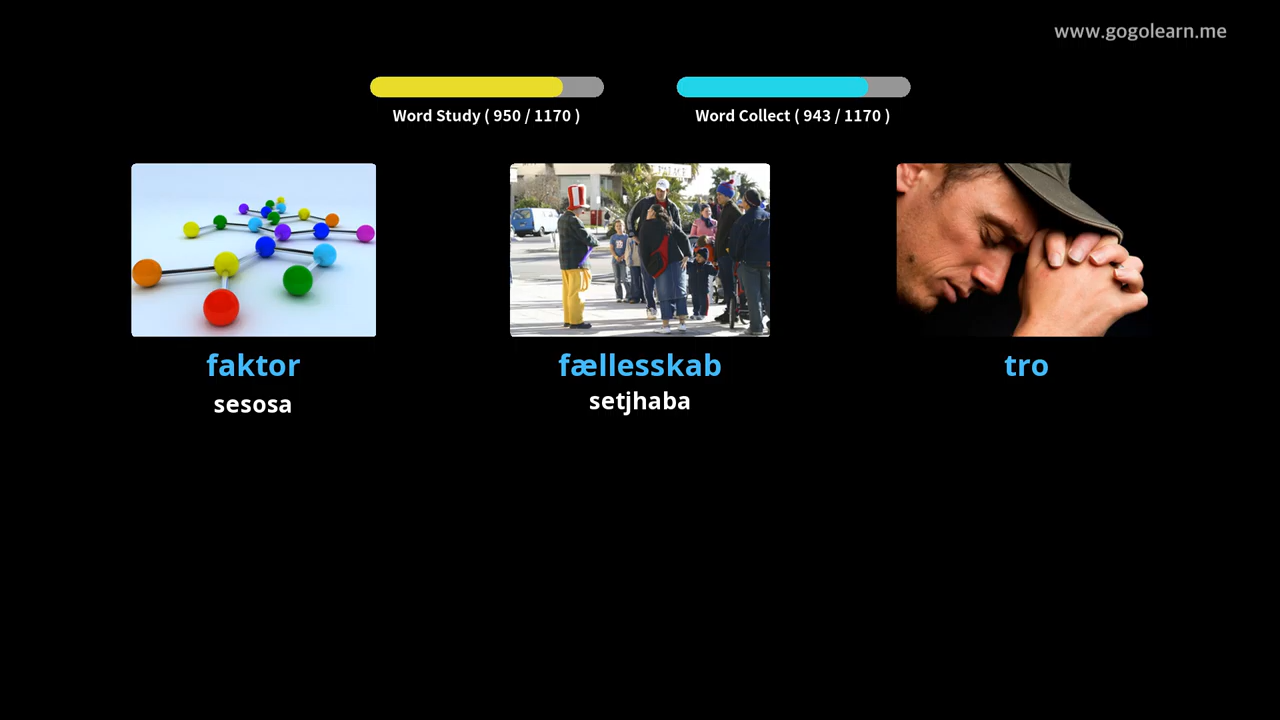 www.gogolearn.me
Word Study ( 950 / 1170 )
Word Collect ( 943 / 1170 )
faktor
sesosa
fællesskab
setjhaba
tro